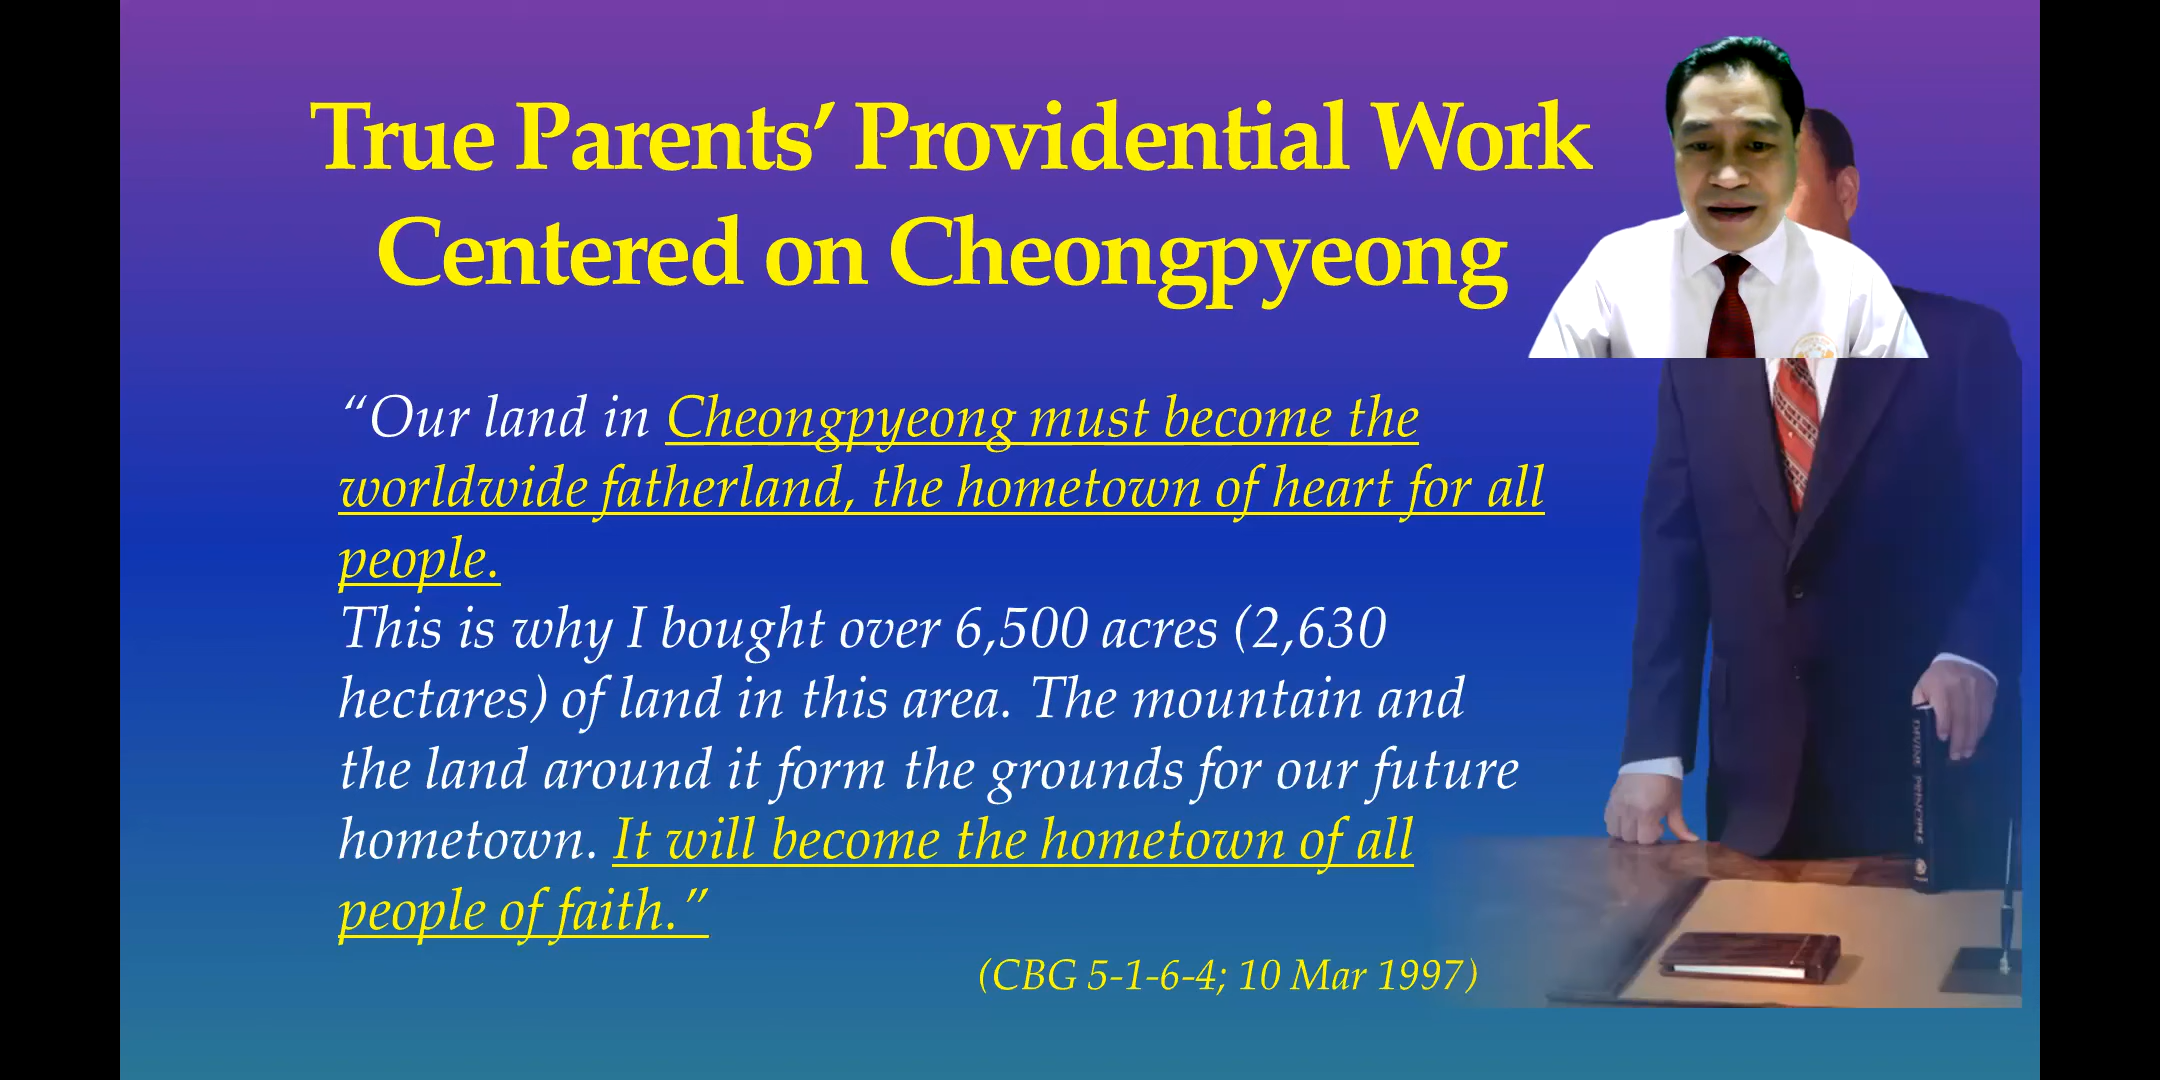 True Parents’ Providential Work
Centered on Cheongpyeong
“Our land in Cheongpyeong must become the
worldwide fatherland, the hometown of heart for all
people.
This is why I bought over 6,500 acres (2,630
hectares) of land in this area. The mountain and
the land around it form the grounds for our future
hometown. It will become the hometown of all
people of faith.”
(CBG 5-1-6-4; 10 Mar 1997)
DIVINE PRINCIPLE